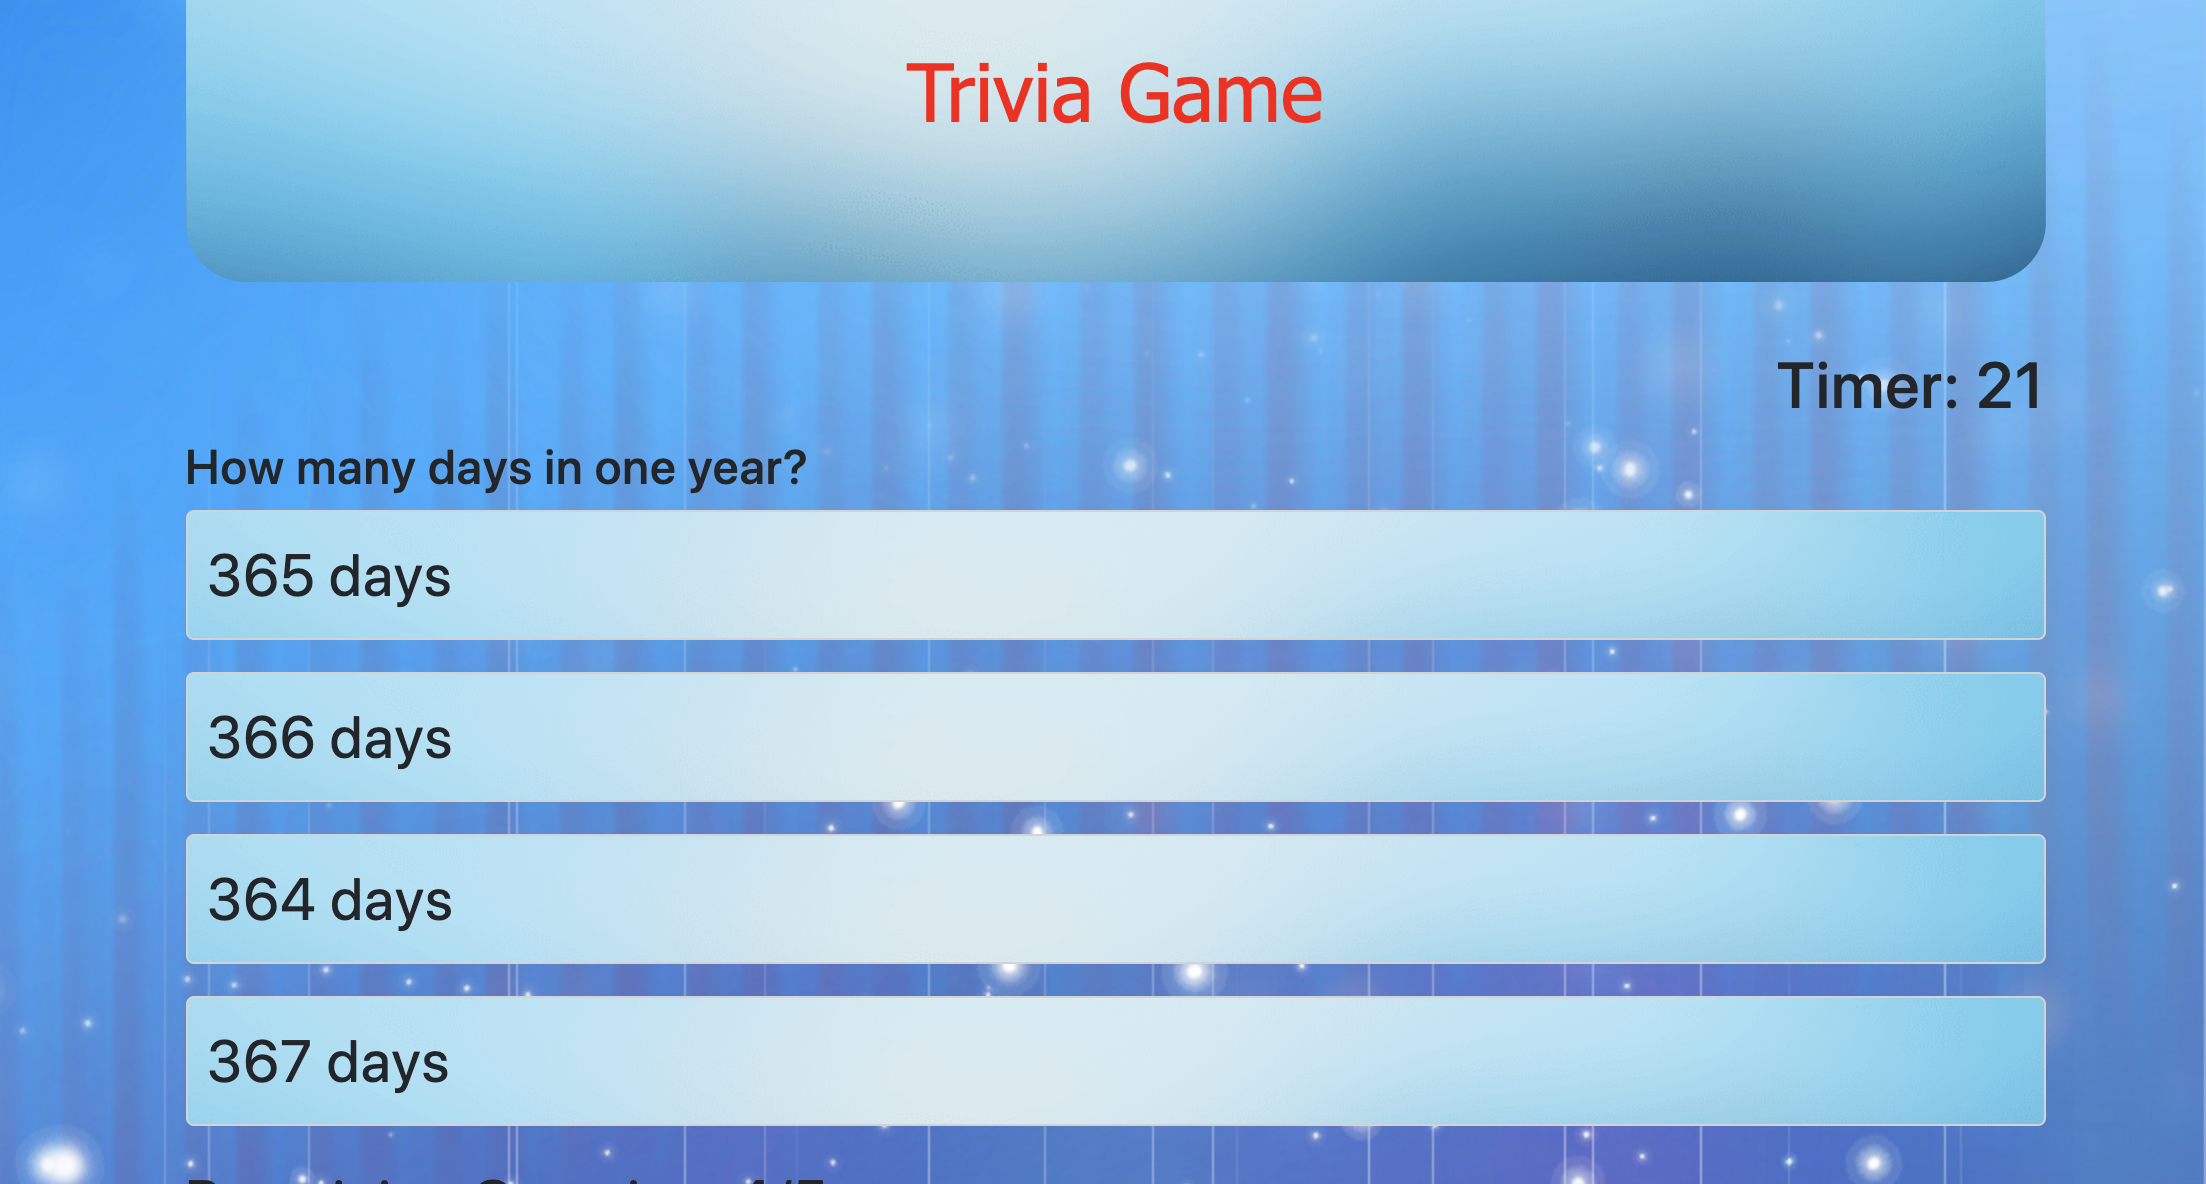 Trivia Game
Timer: 21
How many days in one year?
365 days
366 days
364 days
367 days